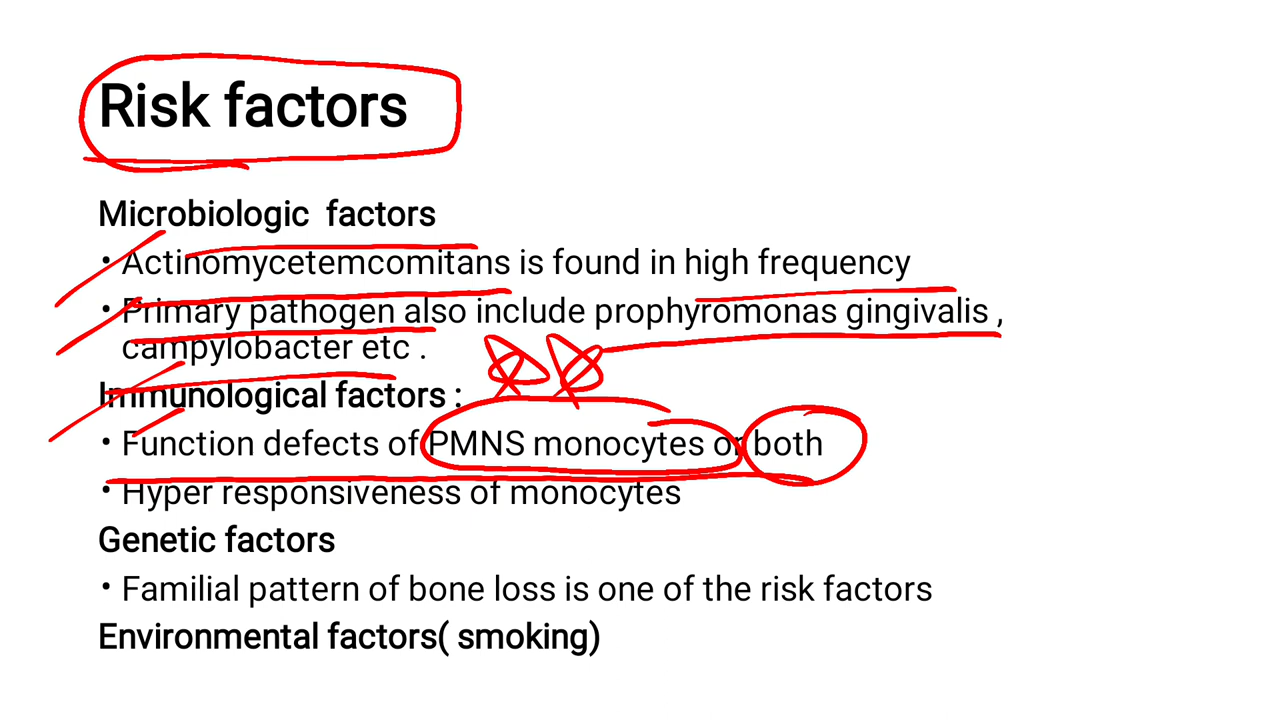 Risk factors
Microbiologic factors
• Actinomycetemcomitans is found in high frequency
• Primary pathogen also include prophyromonas gingivalis ,
campylobacter etc .
Immunological factors :
• Function defects of PMNS monocytes or both
• Hyper responsiveness of monocytes
Genetic factors
• Familial pattern of bone loss is one of the risk factors
Environmental factors( smoking)